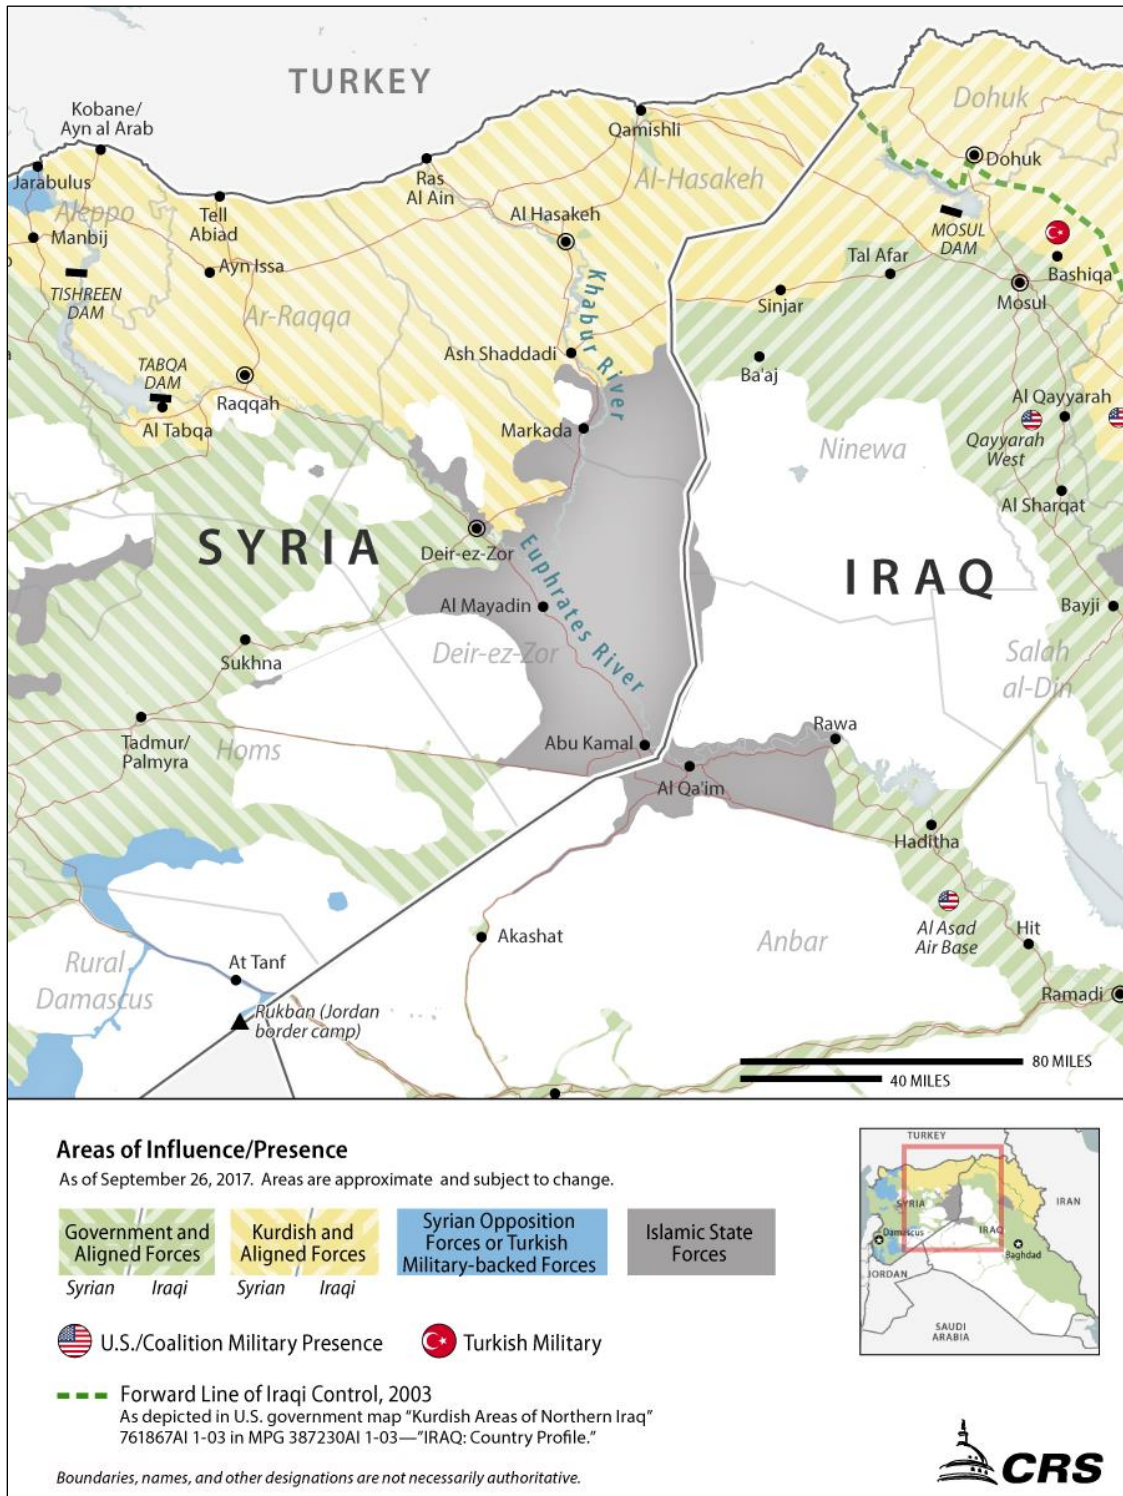 TURKEY
Dohuk
Kobane/
Ayn al Arab
Qamishli
Dohuk
Jarabulus
Ras
Al Ain
Al-Hasakeh
Aleppo
Tell
Abiad
Al Hasakeh
MOSUL
DAM
Manbij
Tal Afar
Bashiqa
Ayn Issa
Khabur River
Sinjar
Mosul
TISHREEN
DAM
Ar-Raqqa
Ash Shaddadi
TABQA
DAM
Ba'aj
Raqqah
Al Qayyarah
Al Tabqa
Markada
Ninewa
Qayyarah
West
Al Sharqat
SYRIA
Deir-ez-Zor
Euphrates River
IRAQ
Al Mayadin
Bayji
Sukhna
Deir-ez-Zor
Salah
al-Din
Tadmur/
Palmyra
Homs
Abu Kamal
Rawa
Al Qa'im
Haditha
Akashat
Anbar
Al Asad
Air Base
Hit
Rural
Damascus
At Tanf
Ramadi
Rukban (Jordan
border camp)
80 MILES
40 MILES
Areas of Influence/Presence
As of September 26, 2017. Areas are approximate and subject to change.
Government and
Aligned Forces
Syrian Iraqi
Kurdish and
Aligned Forces
Syrian Iraqi
Syrian Opposition
Forces or Turkish
Military-backed Forces
Islamic State
Forces
U.S./Coalition Military Presence
Turkish Military
Forward Line of Iraqi Control, 2003
As depicted in U.S. government map “Kurdish Areas of Northern Iraq”
761867AI 1-03 in MPG 387230AI 1-03—”IRAQ: Country Profile.”
Boundaries, names, and other designations are not necessarily authoritative.
TURKEY
SYRIA
IRAN
Damascus
IRAQ
Baghdad
JORDAN
SAUDI
ARABIA
CRS